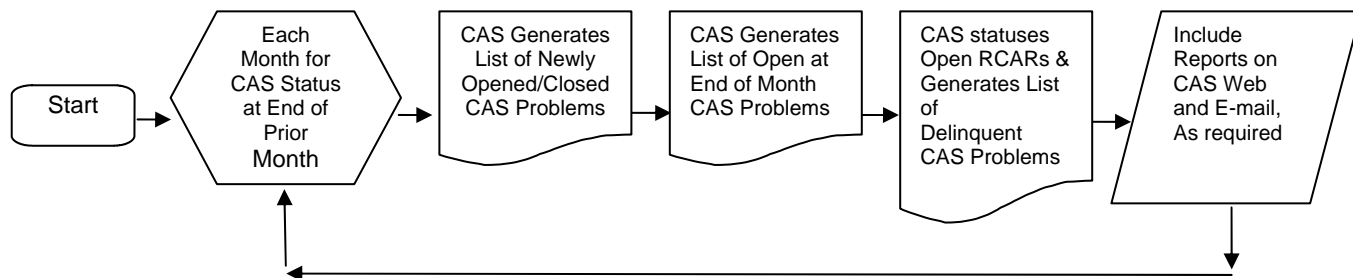 Start
Each
Month for
CAS Status
at End of
Prior
Month
CAS Generates
List of Newly
Opened/Closed
CAS Problems
CAS Generates
List of Open at
End of Month
CAS Problems
CAS statuses
Open RCARs &
Generates List
of
Delinquent
CAS Problems
Include
Reports on
CAS Web
and E-mail,
As required